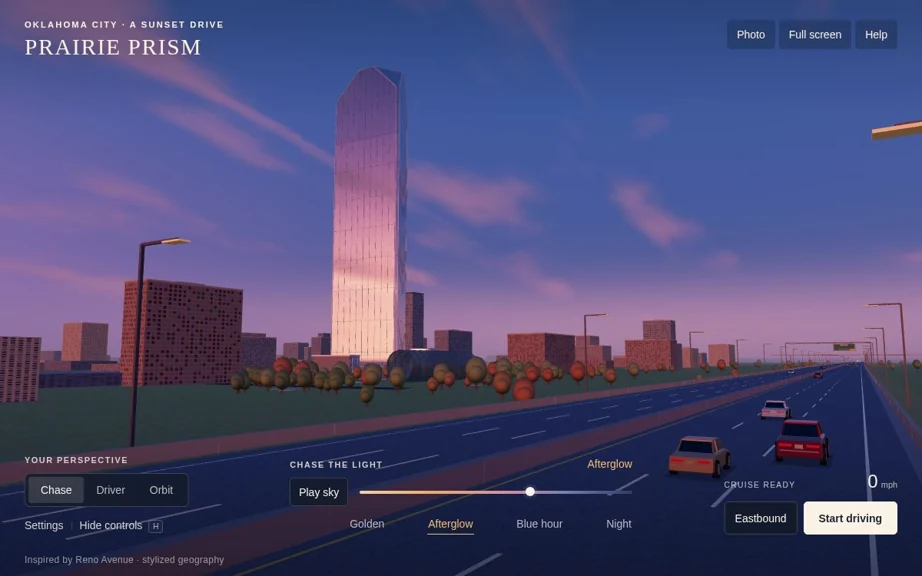 OKLAHOMA CITY · A SUNSET DRIVE
PRAIRIE PRISM
Photo
Full screen
Help
YOUR PERSPECTIVE
Chase
Driver
Orbit
Settings
Hide controls H
CHASE THE LIGHT
Afterglow
Play sky
Golden
Afterglow
Blue hour
Night
CRUISE READY
0 mph
Eastbound
Start driving
Inspired by Reno Avenue · stylized geography